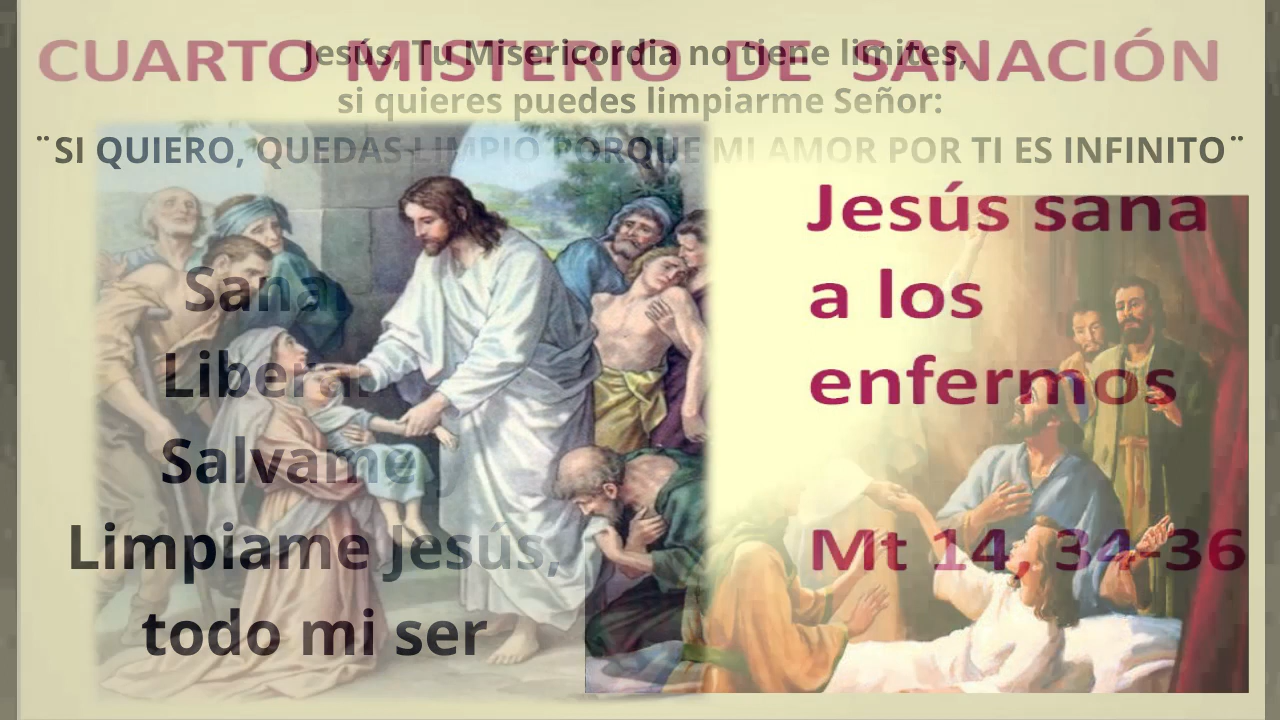 CUARTO MISTERIO DE SANACIÓN
Jesús, Tu Misericordia no tiene limites,
si quieres puedes limpiarme Señor:
¨SI QUIERO, QUEDAS LIMPIO PORQUE MI AMOR POR TI ES INFINITO¨
Jesús sana
a los
enfermos
Mt 14, 34-36
Sana
Libera
Salvame
Limpiame Jesús,
todo mi ser